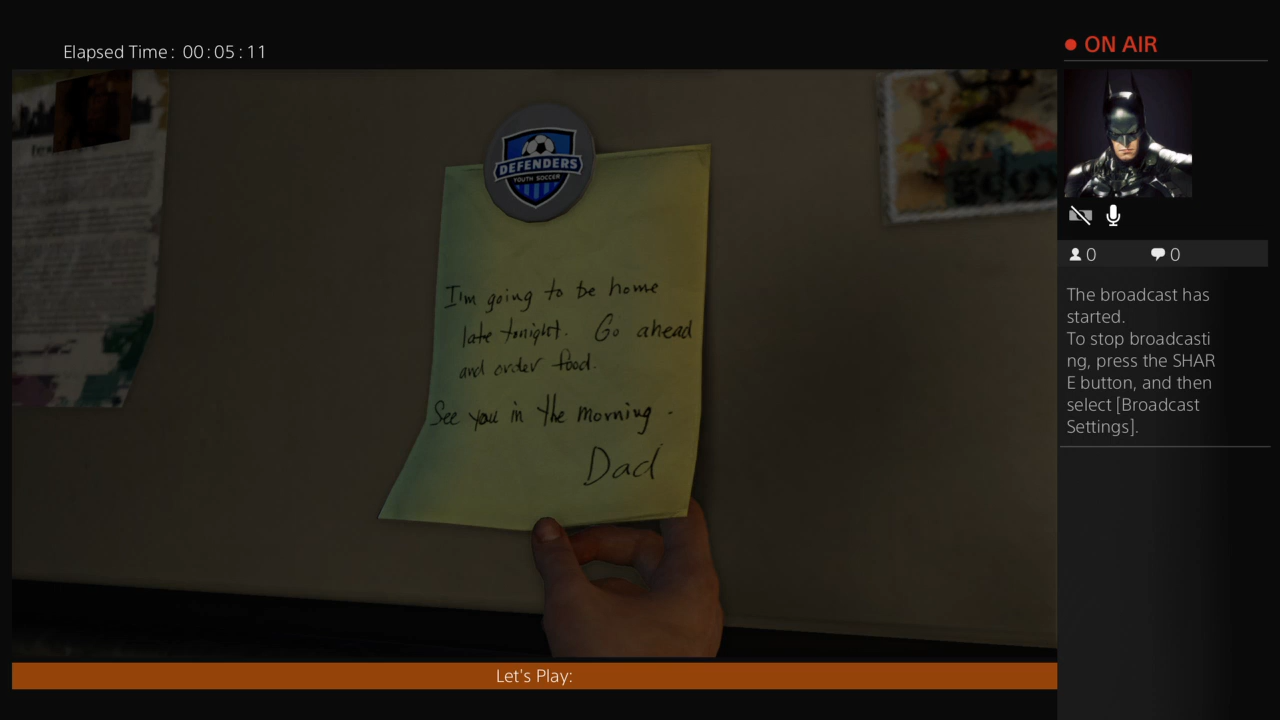 Elapsed Time: 00:05:11
ON AIR
DEFENDERS
YOUTH SOCCER
I'm going to be home
late tonight. Go ahead
and order food.
See you in the morning.
Dad
0
0
The broadcast has
started.
To stop broadcasti
ng, press the SHAR
E button, and then
select [Broadcast
Settings].
Let's Play: